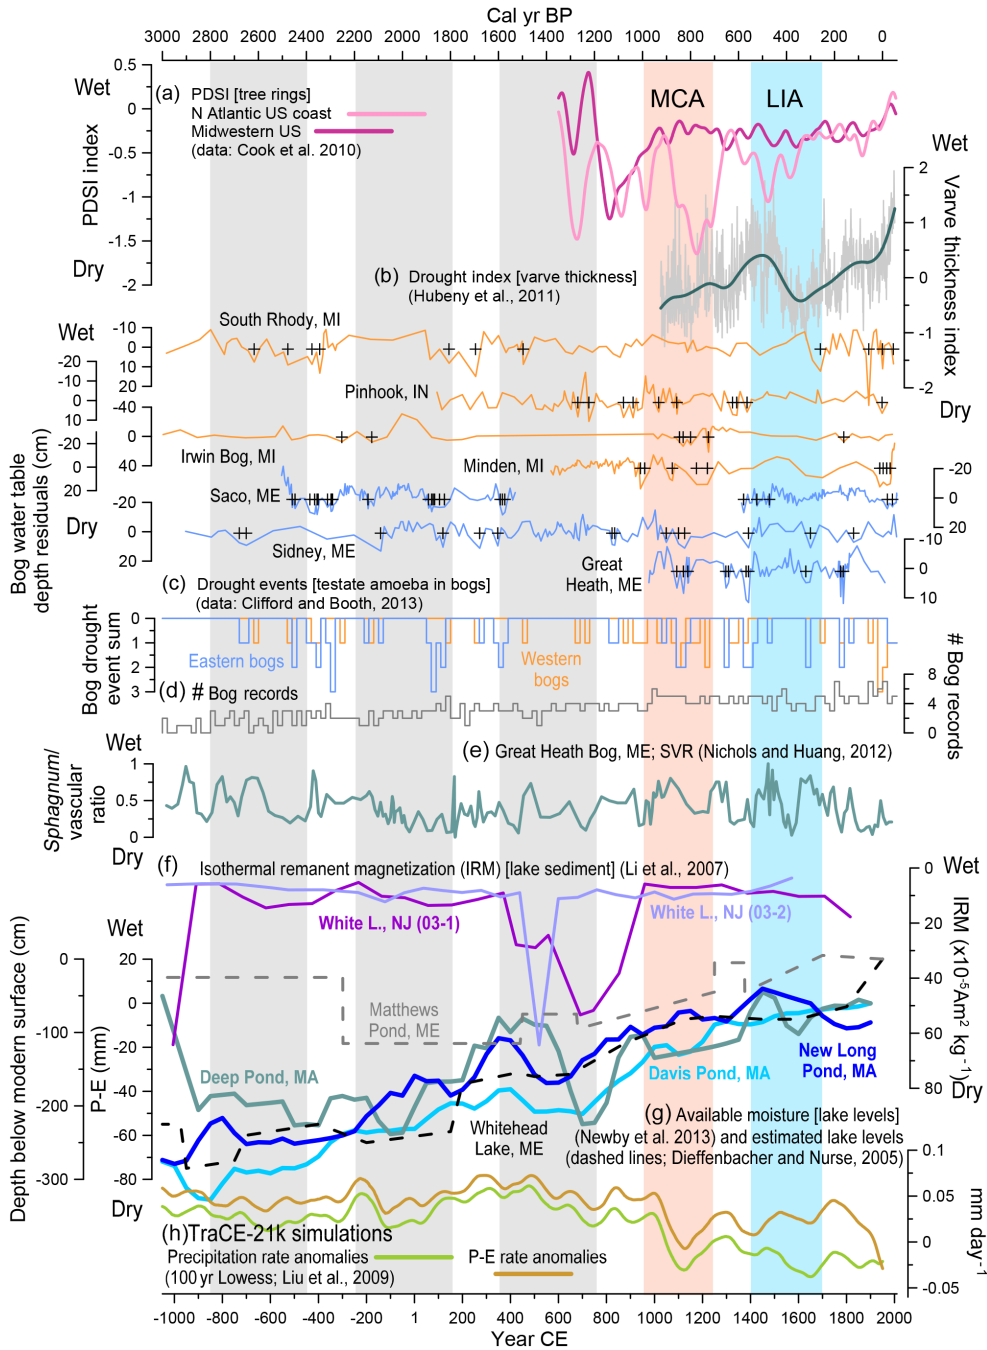 Cal yr BP
3000 2800 2600 2400 2200 2000 1800 1600 1400 1200 1000 800 600 400 200 0
0.5
0
-0.5
-1
-1.5
-2
Wet
PDSI index
Dry
(a) PDSI [tree rings]
N Atlantic US coast
Midwestern US
(data: Cook et al. 2010)
MCA
LIA
Wet
2
1
0
-1
-2
Varve thickness index
Dry
(b) Drought index [varve thickness]
(Hubeny et al., 2011)
South Rhody, MI
Wet
-10
0
10
20
-20
-10
0
10
Pinhook, IN
-40
0
40
Irwin Bog, MI
-20
0
20
Minden, MI
Saco, ME
-20
0
20
-20
0
20
Sidney, ME
Great
Heath, ME
-10
0
10
Bog water table
depth residuals (cm)
Dry
(c) Drought events [testate amoeba in bogs]
(data: Clifford and Booth, 2013)
0
1
2
3
Bog drought
event sum
Eastern bogs
Western
bogs
(d) # Bog records
8
4
0
# Bog records
Wet
(e) Great Heath Bog, ME; SVR (Nichols and Huang, 2012)
1
0.5
0
Sphagnum/
vascular
ratio
Dry
(f) Isothermal remanent magnetization (IRM) [lake sediment] (Li et al., 2007)
Wet
0
20
40
60
80
IRM (x10-5Am2 kg-1)
Dry
White L., NJ (03-1)
White L., NJ (03-2)
Wet
0
-100
-200
-300
Depth below modern surface (cm)
20
0
-20
-40
-60
-80
P-E (mm)
Dry
Matthews
Pond, ME
Deep Pond, MA
Whitehead
Lake, ME
Davis Pond, MA
New Long
Pond, MA
(g) Available moisture [lake levels]
(Newby et al. 2013) and estimated lake levels
(dashed lines; Dieffenbacher and Nurse, 2005)
0.1
0.05
0
-0.05
mm day-1
(h)TraCE-21k simulations
Precipitation rate anomalies
(100 yr Lowess; Liu et al., 2009)
P-E rate anomalies
-1000 -800 -600 -400 -200 1 200 400 600 800 1000 1200 1400 1600 1800 2000
Year CE